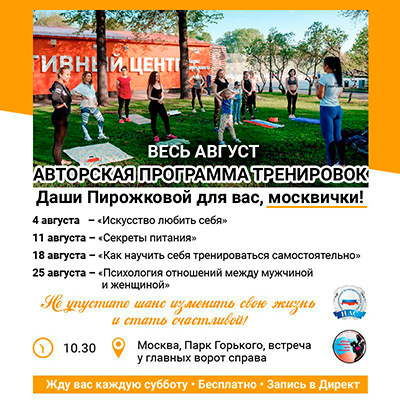 ТИВНЫЙ ЦЕНТР
ВЕСЬ АВГУСТ
АВТОРСКАЯ ПРОГРАММА ТРЕНИРОВОК
Даши Пирожковой для вас, москвички!
4 августа – «Искусство любить себя»
11 августа – «Секреты питания»
18 августа – «Как научить себя тренироваться самостоятельно»
25 августа – «Психология отношений между мужчиной
и женщиной»
Не упустите шанс изменить свою жизнь
и стать счастливой!
10.30
Москва, Парк Горького, встреча
у главных ворот справа
Жду вас каждую субботу • Бесплатно • Запись в Директ